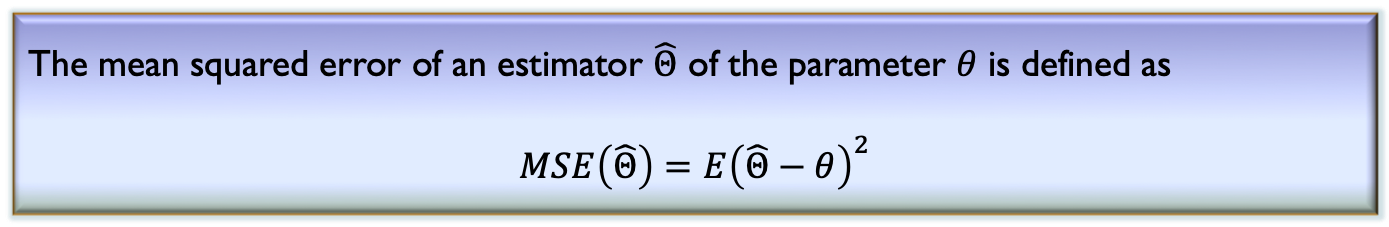 The mean squared error of an estimator Θ̂ of the parameter θ is defined as
MSE(Θ̂) = E(Θ̂ − θ)²